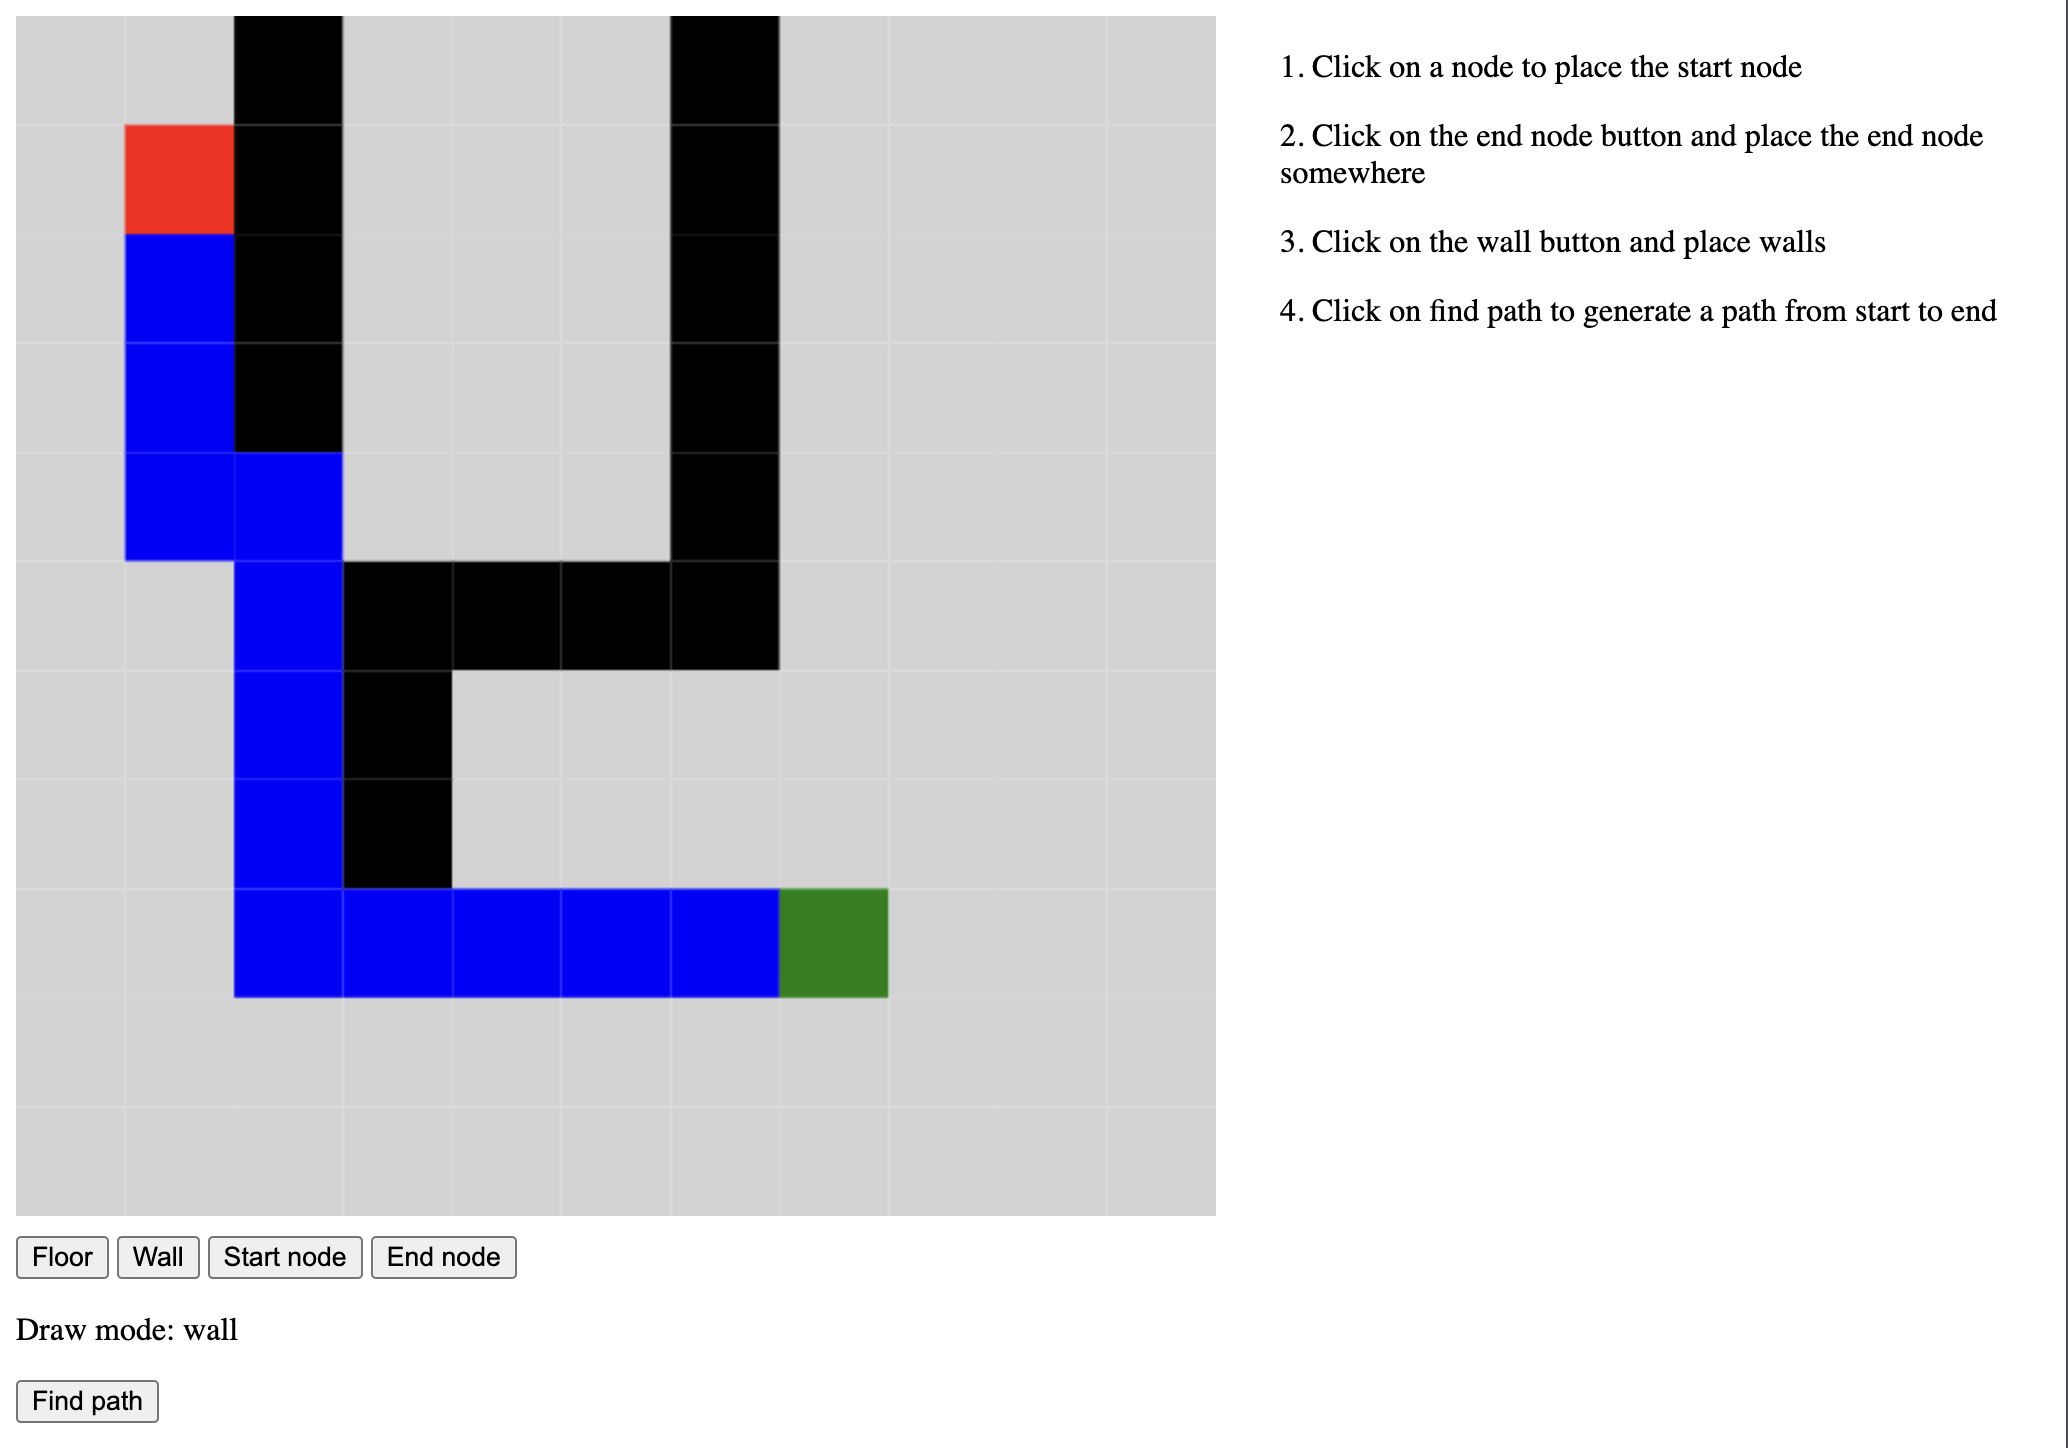 1. Click on a node to place the start node
2. Click on the end node button and place the end node
somewhere
3. Click on the wall button and place walls
4. Click on find path to generate a path from start to end
Floor Wall Start node End node
Draw mode: wall
Find path